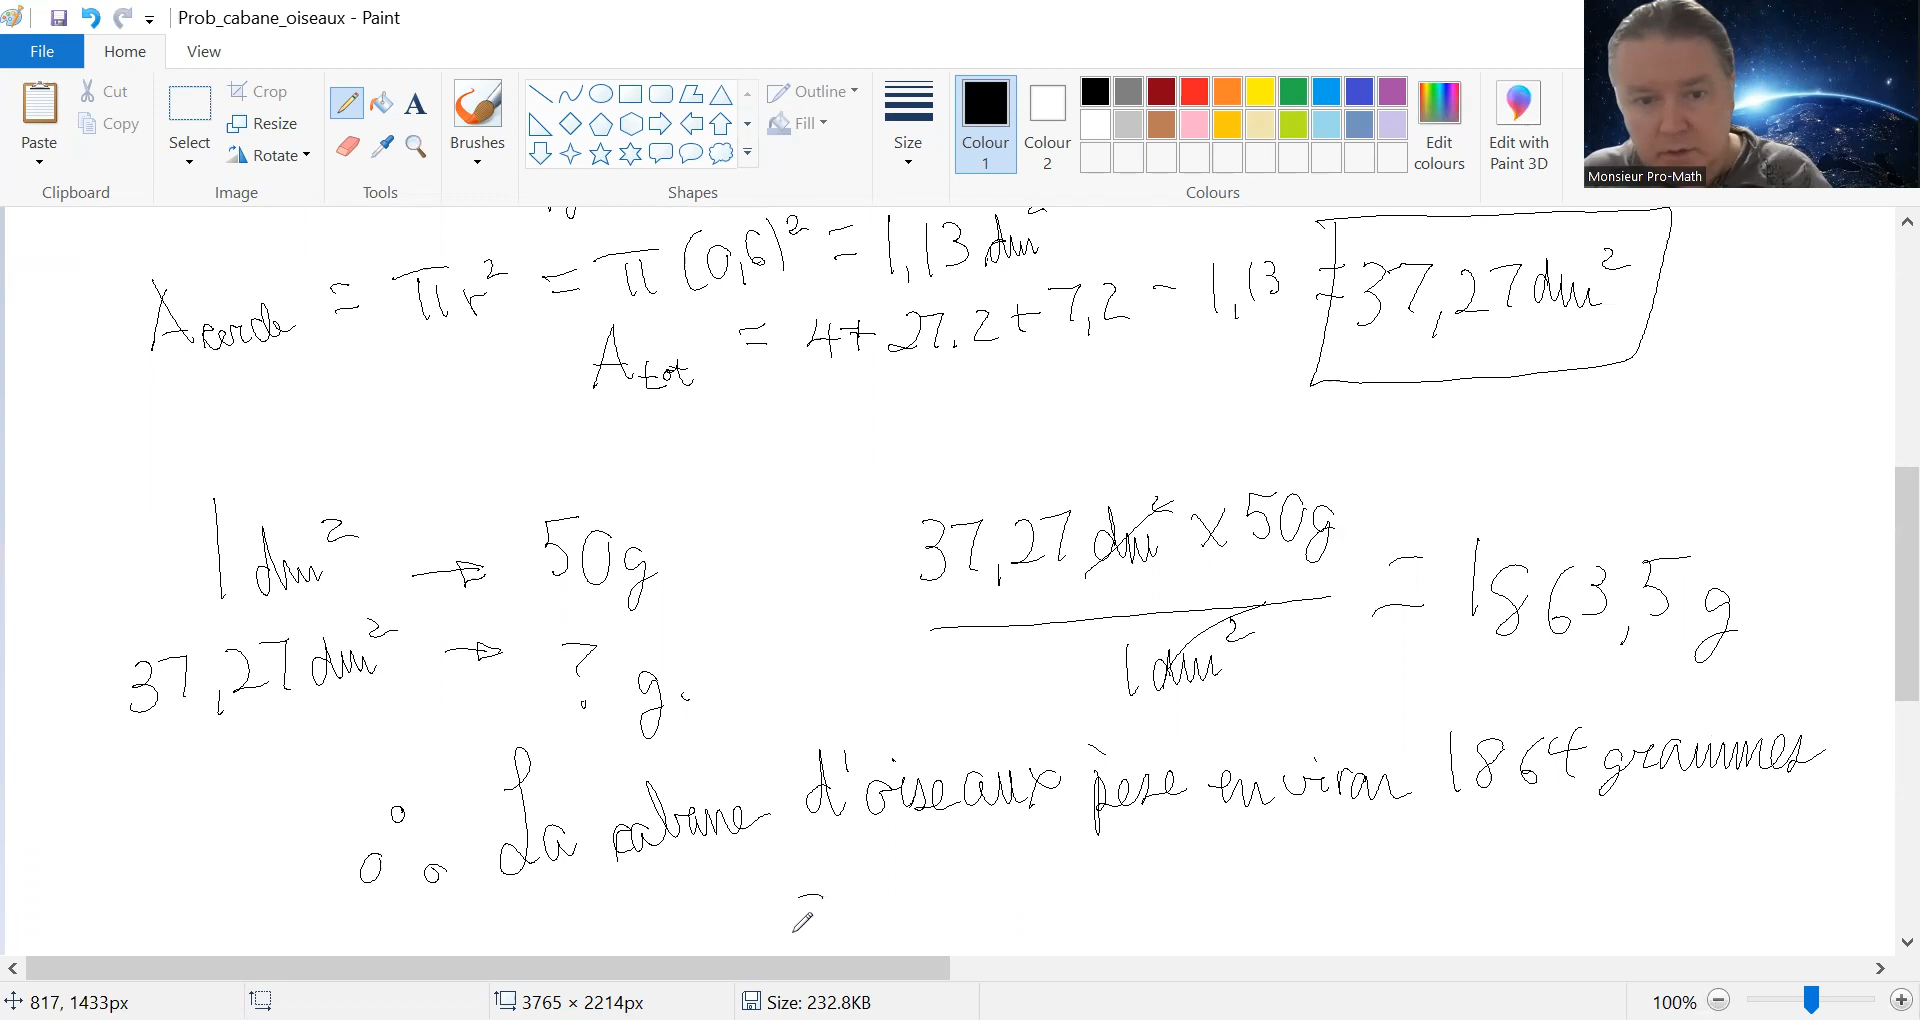 Prob_cabane_oiseaux - Paint
File Home View
Paste Cut Copy Clipboard
Select Crop Resize Rotate Image
Tools
Brushes
Shapes Outline Fill
Size
Colour 1 Colour 2 Edit colours Colours
Edit with Paint 3D
Monsieur Pro-Math
A cercle = πr² = π(0,6)² = 1,13 dm²
A tot = 4 + 27,2 + 7,2 - 1,13 = 37,27 dm²
1 dm² → 50g
37,27 dm² → ? g.
37,27 dm² x 50g
1 dm²
= 1863,5 g
∴ La cabane d'oiseaux pèse environ 1864 grammes
817, 1433px
3765 × 2214px
Size: 232.8KB
100%